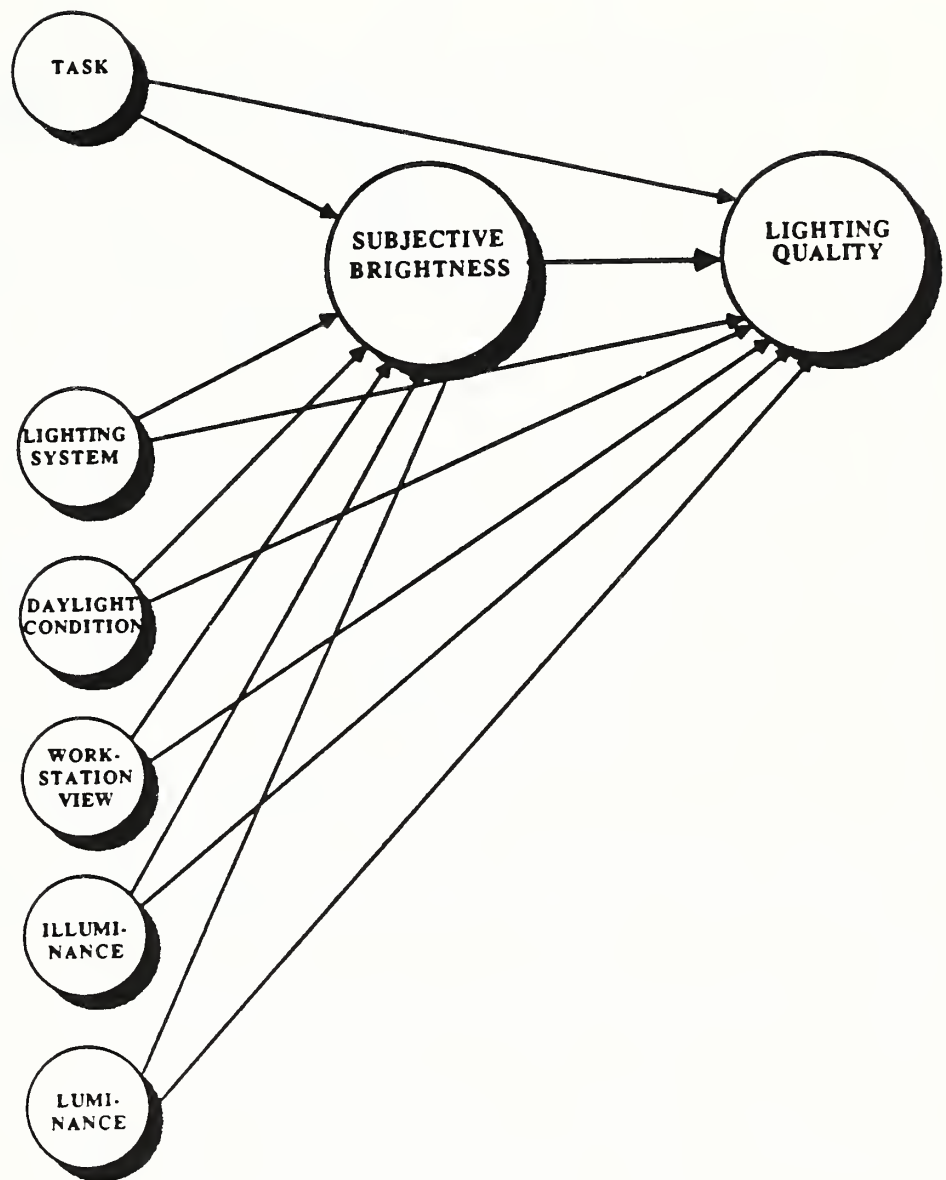 TASK
SUBJECTIVE
BRIGHTNESS
LIGHTING
QUALITY
LIGHTING
SYSTEM
DAYLIGHT
CONDITION
WORK-
STATION
VIEW
ILLUMI-
NANCE
LUMI-
NANCE